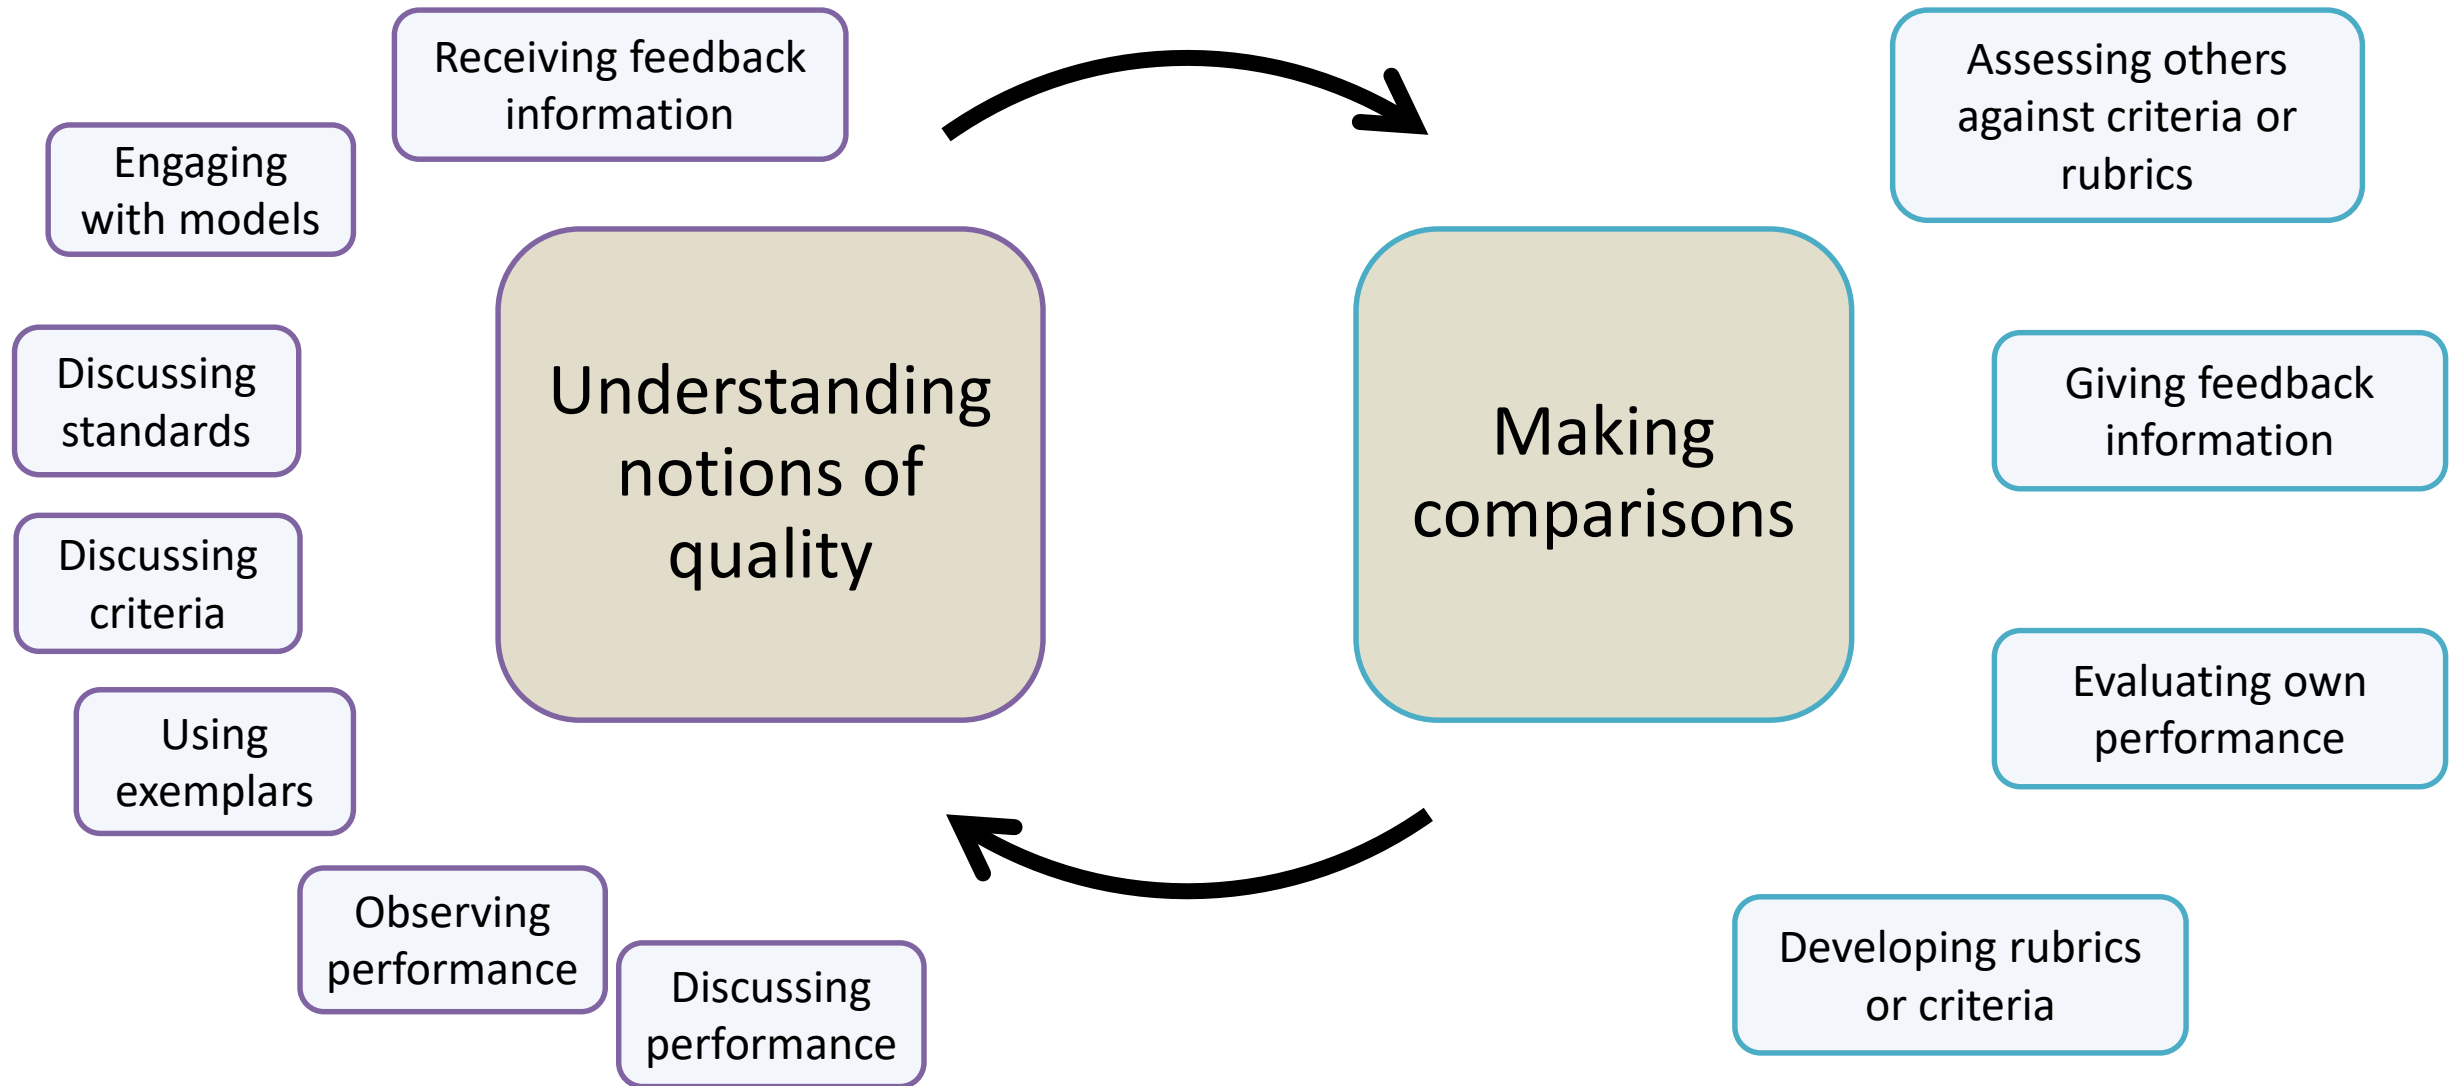 Receiving feedback
information
Engaging
with models
Discussing
standards
Discussing
criteria
Using
exemplars
Observing
performance
Discussing
performance
Understanding
notions of
quality
Making
comparisons
Assessing others
against criteria or
rubrics
Giving feedback
information
Evaluating own
performance
Developing rubrics
or criteria